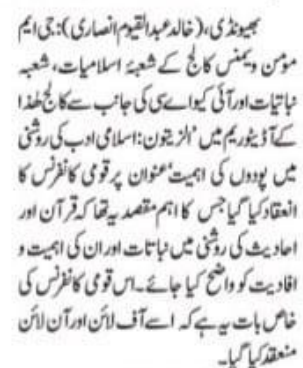 بھیونڈی، (خالد عبدالقیوم انصاری): جی ایم
مومن ویمنس کالج کے شعبۂ اسلامیات، شعبہ
نباتیات اور آئی کیو اے سی کی جانب سے کالج ھٰذا
کے آڈیٹوریم میں 'الزیتون: اسلامی ادب کی روشنی
میں پودوں کی اہمیت' عنوان پر قومی کانفرنس کا
انعقاد کیا گیا جس کا اہم مقصد یہ تھا کہ قرآن اور
احادیث کی روشنی میں نباتات اور ان کی اہمیت و
افادیت کو واضح کیا جائے۔ اس قومی کانفرنس کی
خاص بات یہ ہے کہ اسے آف لائن اور آن لائن
منعقد کیا گیا۔